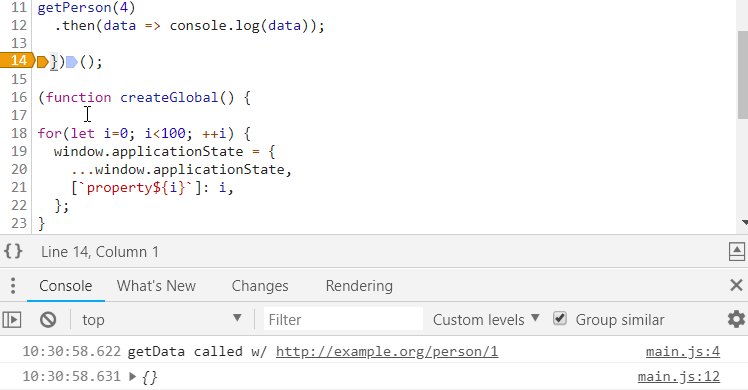 11 getPerson(4)
12 .then(data => console.log(data));
13
14 }) ();
15
16 (function createGlobal() {
17
18 for(let i=0; i<100; ++i) {
19 window.applicationState = {
20 ...window.applicationState,
21 [`property${i}`]: i,
22 };
23 }
{} Line 14, Column 1
Console What's New Changes Rendering
top Filter Custom levels Group similar
10:30:58.622 getData called w/ http://example.org/person/1 main.js:4
10:30:58.631 {} main.js:12